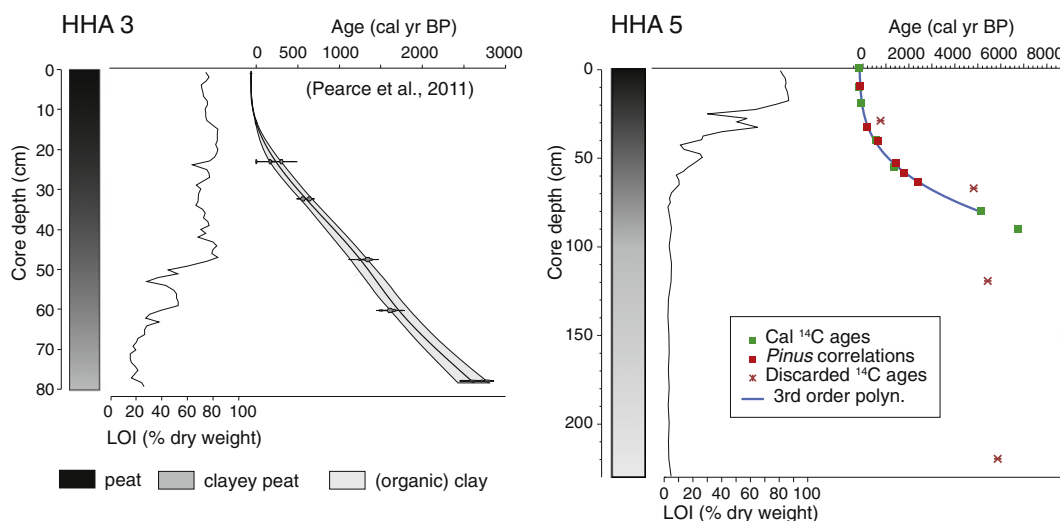 HHA 3
Age (cal yr BP)
0 500 1000 1500 2000 2500 3000
(Pearce et al., 2011)
Core depth (cm)
0
10
20
30
40
50
60
70
80
0 20 40 60 80 100
LOI (% dry weight)
peat
clayey peat
(organic) clay
HHA 5
Age (cal yr BP)
0 2000 4000 6000 8000
Core depth (cm)
0
50
100
150
200
Cal ¹⁴C ages
Pinus correlations
Discarded ¹⁴C ages
3rd order polyn.
0 20 40 60 80 100
LOI (% dry weight)